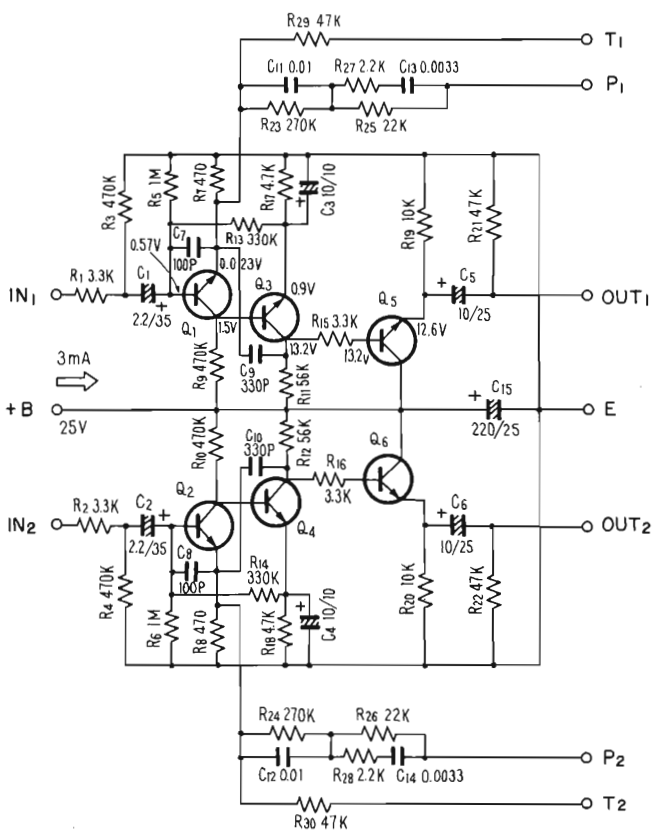 R29 47K
T1
C11 0.01
R27 2.2K
C13 0.0033
P1
R23 270K
R25 22K
R3 470K
R5 1M
R7 470
R17 4.7K
C3 10/10
+
R19 10K
R21 47K
R13 330K
C7
100P
0.57V
0.023V
IN1
R1 3.3K
C1
+
2.2/35
Q1
1.5V
Q3
0.9V
13.2V
R15 3.3K
Q5
13.2V
12.6V
+
C5
10/25
OUT1
R9 470K
C9
330P
R11 56K
3mA
+B
25V
+
C15
220/25
E
R10 470K
C10
330P
R12 56K
R16
3.3K
Q6
IN2
R2 3.3K
C2
+
2.2/35
Q2
Q4
+
C6
10/25
OUT2
C8
100P
R14
330K
R4 470K
R6 1M
R8 470
R18 4.7K
+
C4 10/10
R20 10K
R22 47K
R24 270K
R26 22K
C12 0.01
R28 2.2K
C14 0.0033
P2
R30 47K
T2